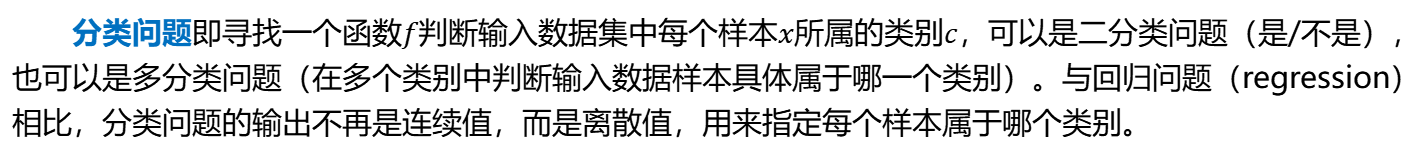 分类问题即寻找一个函数f判断输入数据集中每个样本x所属的类别c，可以是二分类问题（是/不是），
也可以是多分类问题（在多个类别中判断输入数据样本具体属于哪一个类别）。与回归问题（regression）
相比，分类问题的输出不再是连续值，而是离散值，用来指定每个样本属于哪个类别。